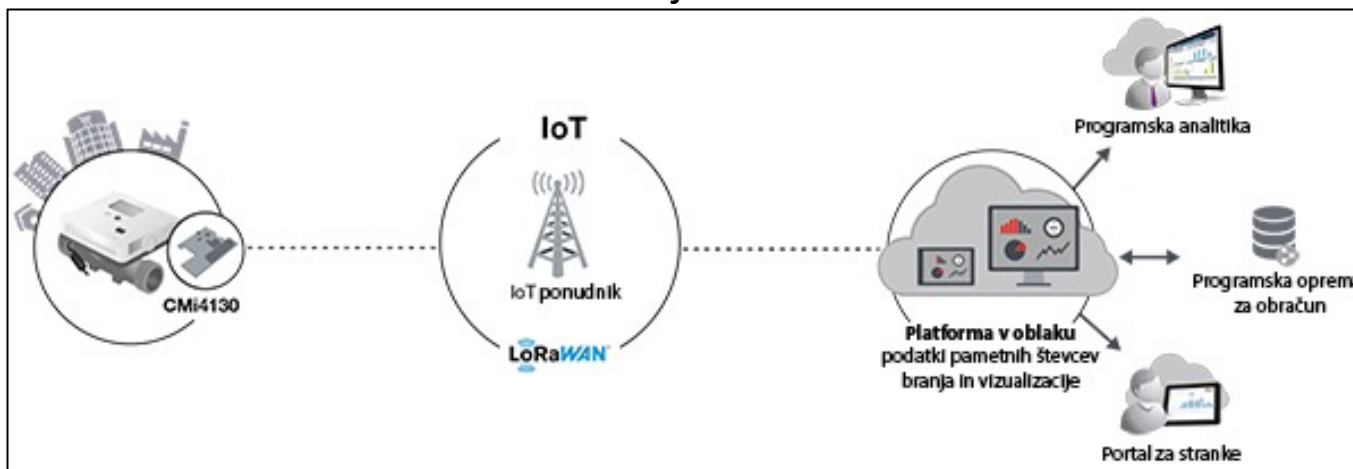 CMi4130
IoT
IoT ponudnik
LoRaWAN
Platforma v oblaku
podatki pametnih števcev
branja in vizualizacije
Programska analitika
Programska oprema
za obračun
Portal za stranke